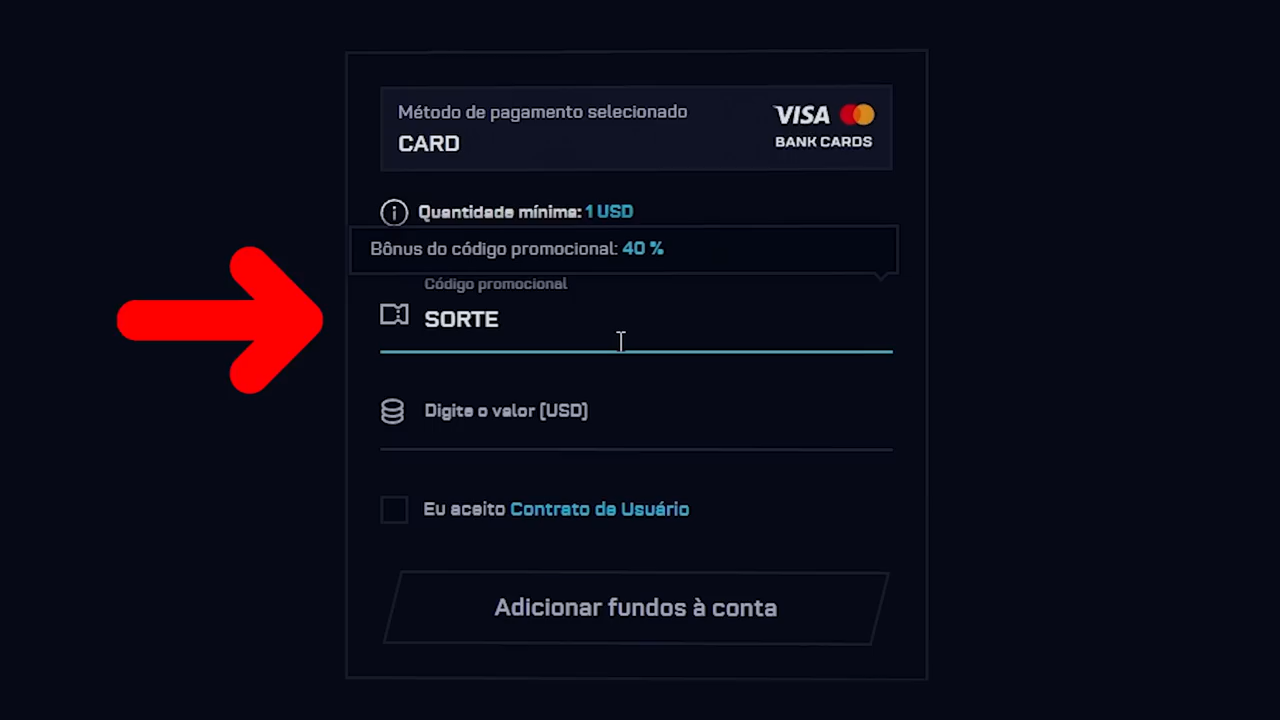 Método de pagamento selecionado
CARD
VISA
BANK CARDS
Quantidade mínima: 1 USD
Bônus do código promocional: 40 %
Código promocional
SORTE
Digite o valor (USD)
Eu aceito Contrato de Usuário
Adicionar fundos à conta